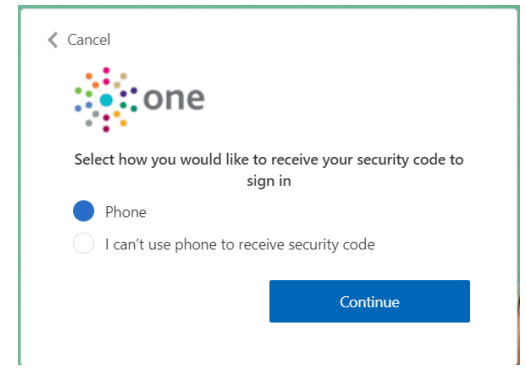 Cancel
one
Select how you would like to receive your security code to
sign in
Phone
I can't use phone to receive security code
Continue